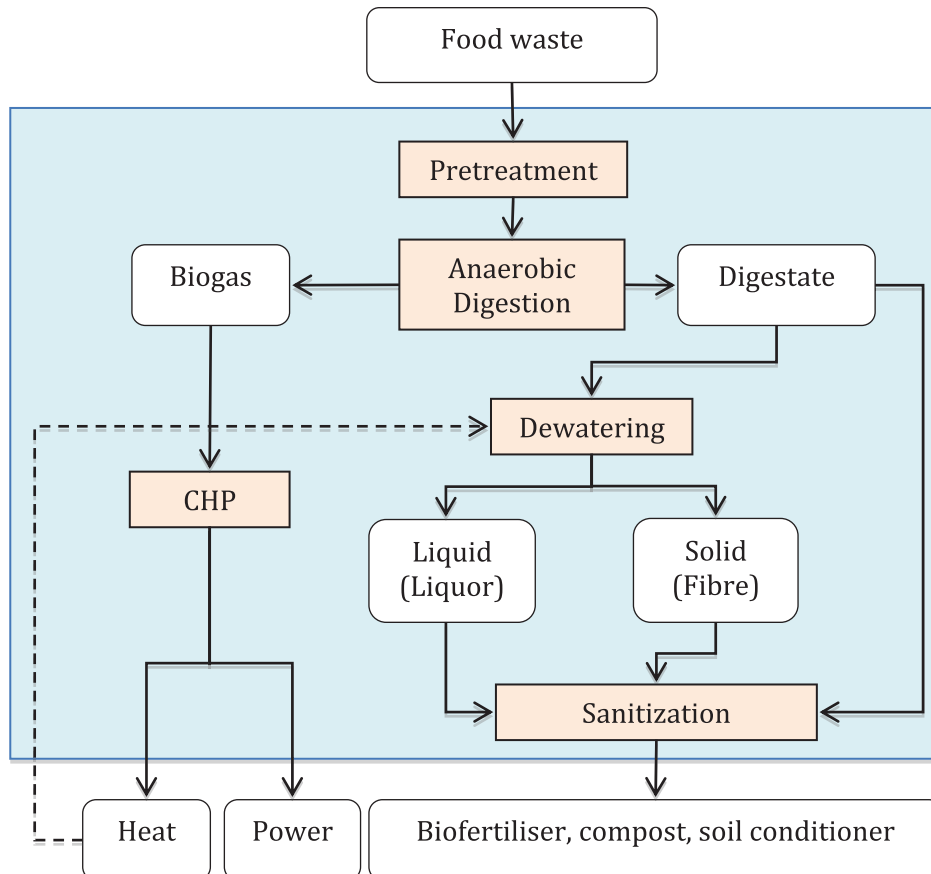 Food waste
Pretreatment
Biogas
Anaerobic
Digestion
Digestate
Dewatering
CHP
Liquid
(Liquor)
Solid
(Fibre)
Sanitization
Heat
Power
Biofertiliser, compost, soil conditioner